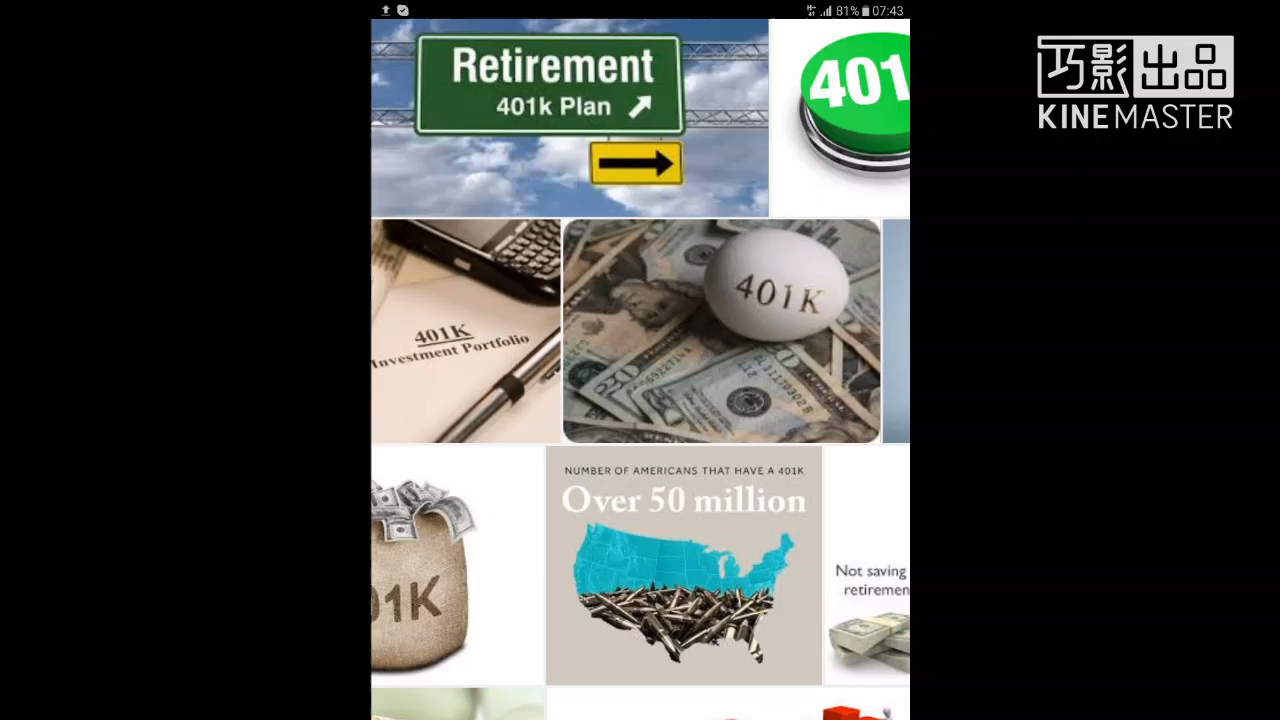 81% 07:43
Retirement
401k Plan
401
巧影出品
KINEMASTER
401K
Investment Portfolio
401K
01K
NUMBER OF AMERICANS THAT HAVE A 401K
Over 50 million
Not saving
retiremen